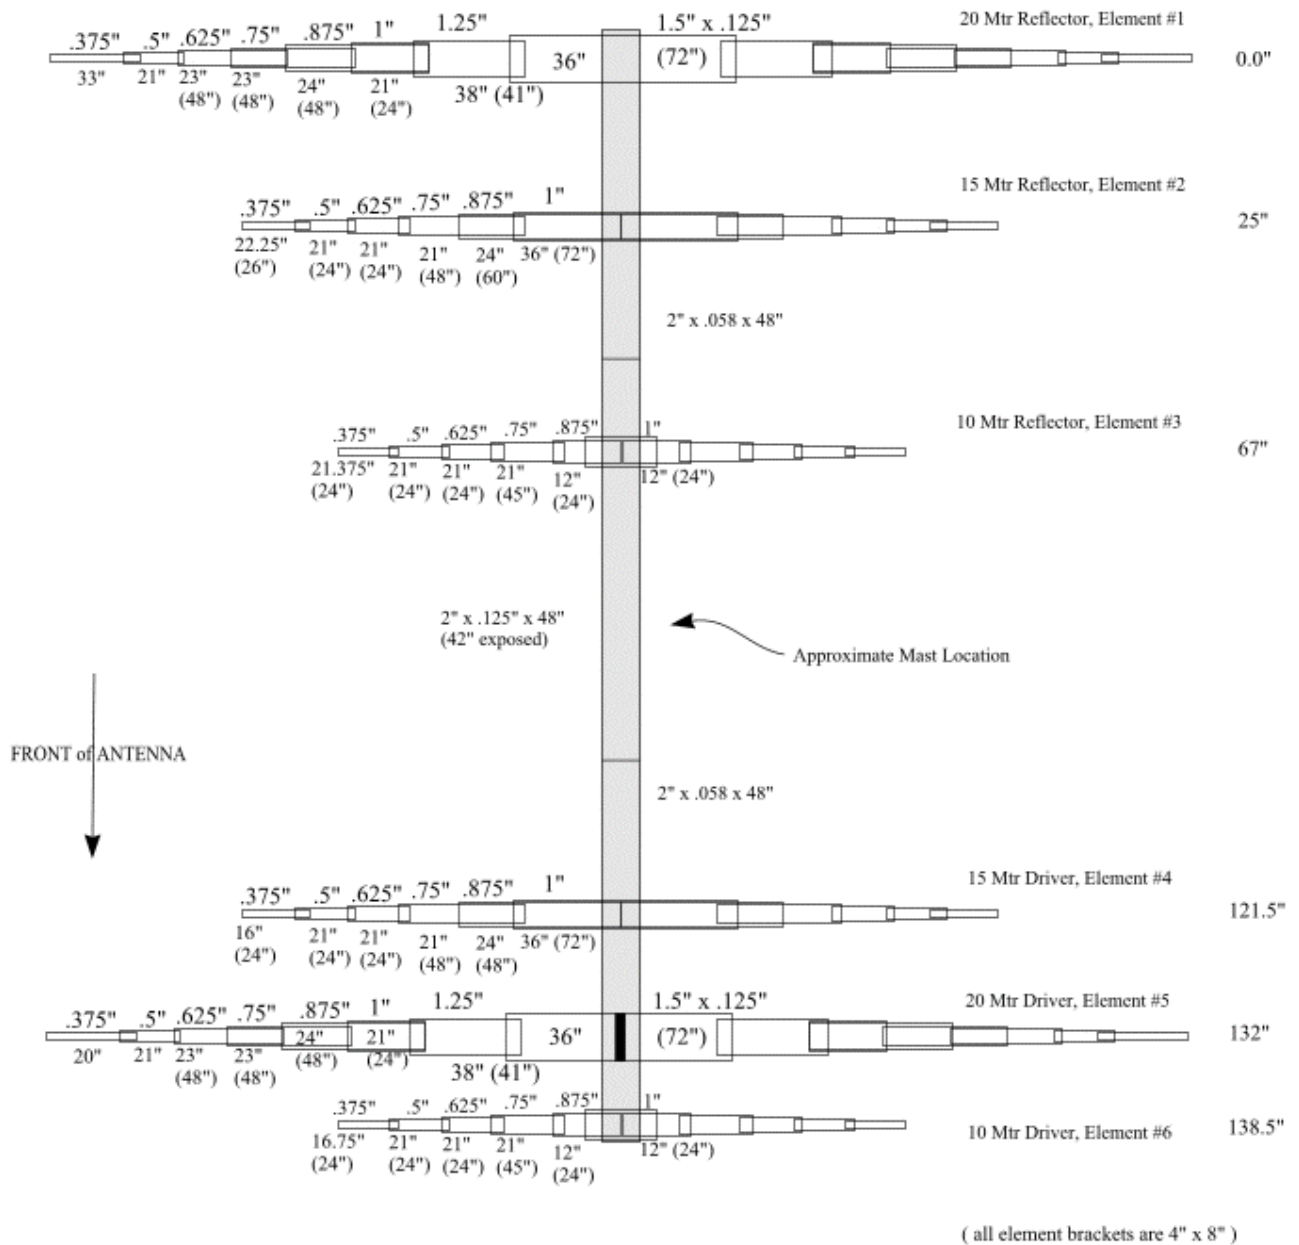 20 Mtr Reflector, Element #1
.375" .5" .625" .75" .875" 1" 1.25" 1.5" x .125"
36" (72") 0.0"
33" 21" 23" 23" 24" 21" 38" (41")
(48") (48") (48") (24")
15 Mtr Reflector, Element #2
.375" .5" .625" .75" .875" 1"
25"
22.25" 21" 21" 21" 24" 36" (72")
(26") (24") (24") (48") (60")
2" x .058 x 48"
10 Mtr Reflector, Element #3
.375" .5" .625" .75" .875" 1"
67"
21.375" 21" 21" 21" 12" 12" (24")
(24") (24") (24") (45") (24")
2" x .125" x 48"
(42" exposed)
Approximate Mast Location
FRONT of ANTENNA
2" x .058 x 48"
15 Mtr Driver, Element #4
.375" .5" .625" .75" .875" 1"
121.5"
16" 21" 21" 21" 24" 36" (72")
(24") (24") (24") (48") (48")
20 Mtr Driver, Element #5
.375" .5" .625" .75" .875" 1" 1.25" 1.5" x .125"
36" (72") 132"
20" 21" 23" 23" 24" 21" 38" (41")
(48") (48") (48") (24")
.375" .5" .625" .75" .875" 1"
10 Mtr Driver, Element #6 138.5"
16.75" 21" 21" 21" 12" 12" (24")
(24") (24") (24") (45") (24")
( all element brackets are 4" x 8" )